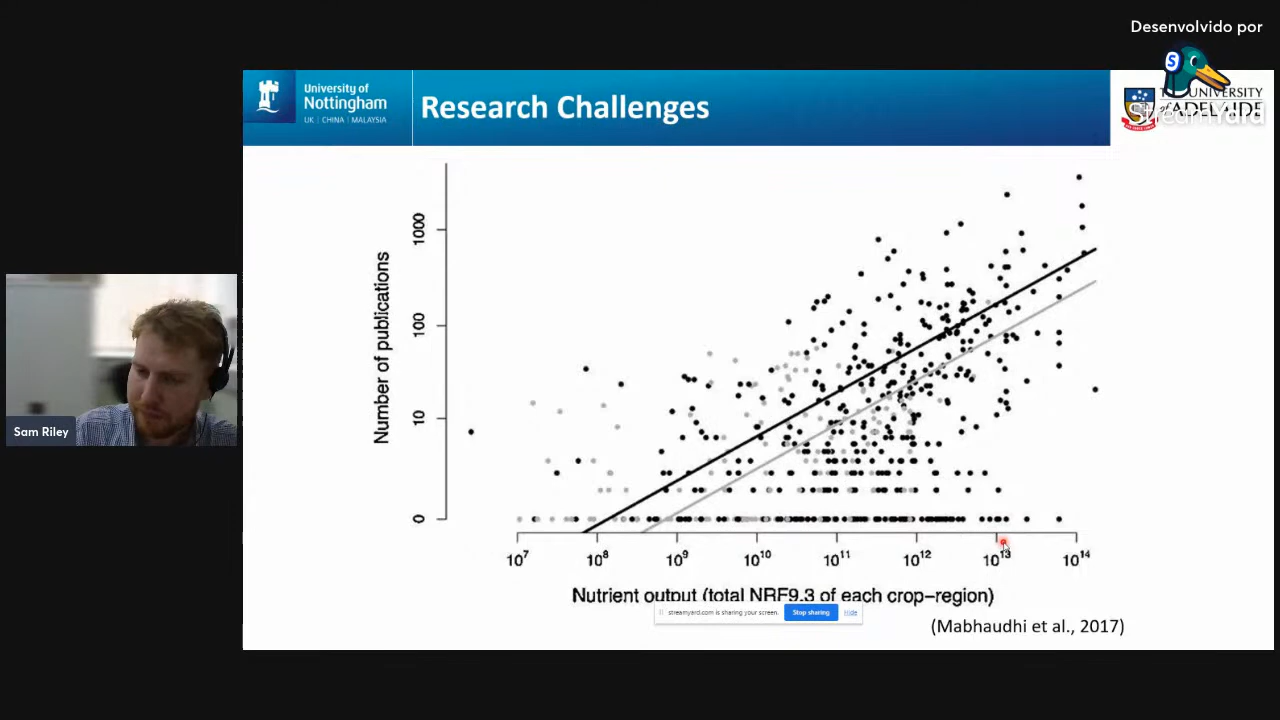 Desenvolvido por
S
StreamYard
University of
Nottingham
UK | CHINA | MALAYSIA
Research Challenges
THE UNIVERSITY
of ADELAIDE
Number of publications
1000
100
10
0
10⁷ 10⁸ 10⁹ 10¹⁰ 10¹¹ 10¹² 10¹³ 10¹⁴
Nutrient output (total NRF9.3 of each crop–region)
streamyard.com is sharing your screen. Stop sharing Hide
(Mabhaudhi et al., 2017)
Sam Riley